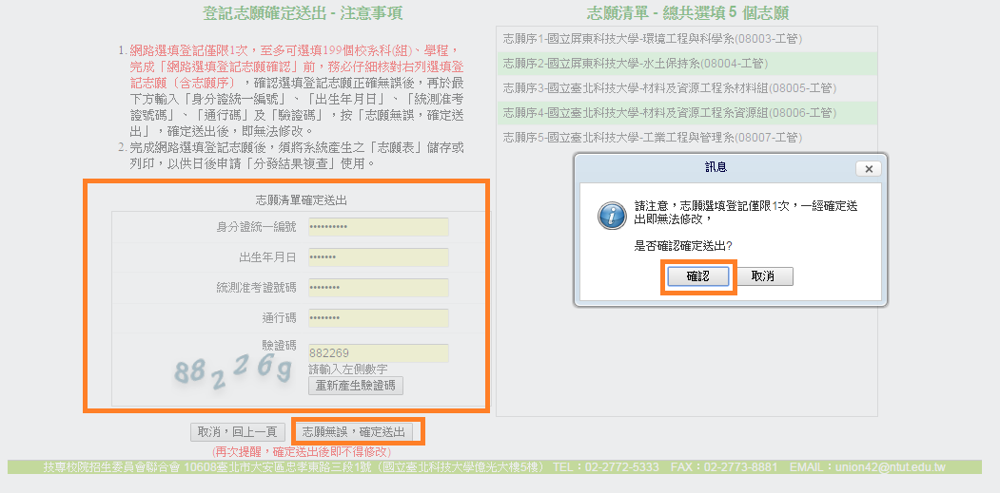 登記志願確定送出 - 注意事項
1. 網路選填登記僅限1次，至多可選填199個校系科(組)、學程，
完成「網路選填登記志願確認」前，務必仔細核對右列選填登
記志願〔含志願序〕，確認選填登記志願正確無誤後，再於最
下方輸入「身分證統一編號」、「出生年月日」、「統測准考
證號碼」、「通行碼」及「驗證碼」，按「志願無誤，確定送
出」，確定送出後，即無法修改。
2. 完成網路選填登記志願後，須將系統產生之「志願表」儲存或
列印，以供日後申請「分發結果複查」使用。
志願清單確定送出
身分證統一編號 ••••••••••
出生年月日 •••••••
統測准考證號碼 ••••••••
通行碼 ••••••••
驗證碼
88226g
882269
請輸入左側數字
重新產生驗證碼
取消，回上一頁
志願無誤，確定送出
(再次提醒，確定送出後即不得修改)
志願清單 - 總共選填 5 個志願
志願序1-國立屏東科技大學-環境工程與科學系(08003-工管)
志願序2-國立屏東科技大學-水土保持系(08004-工管)
志願序3-國立臺北科技大學-材料及資源工程系材料組(08005-工管)
志願序4-國立臺北科技大學-材料及資源工程系資源組(08006-工管)
志願序5-國立臺北科技大學-工業工程與管理系(08007-工管)
訊息
請注意，志願選填登記僅限1次，一經確定送
出即無法修改，
是否確認確定送出?
確認
取消
技專校院招生委員會聯合會 10608臺北市大安區忠孝東路三段1號（國立臺北科技大學億光大樓5樓） TEL：02-2772-5333 FAX：02-2773-8881 EMAIL：union42@ntut.edu.tw